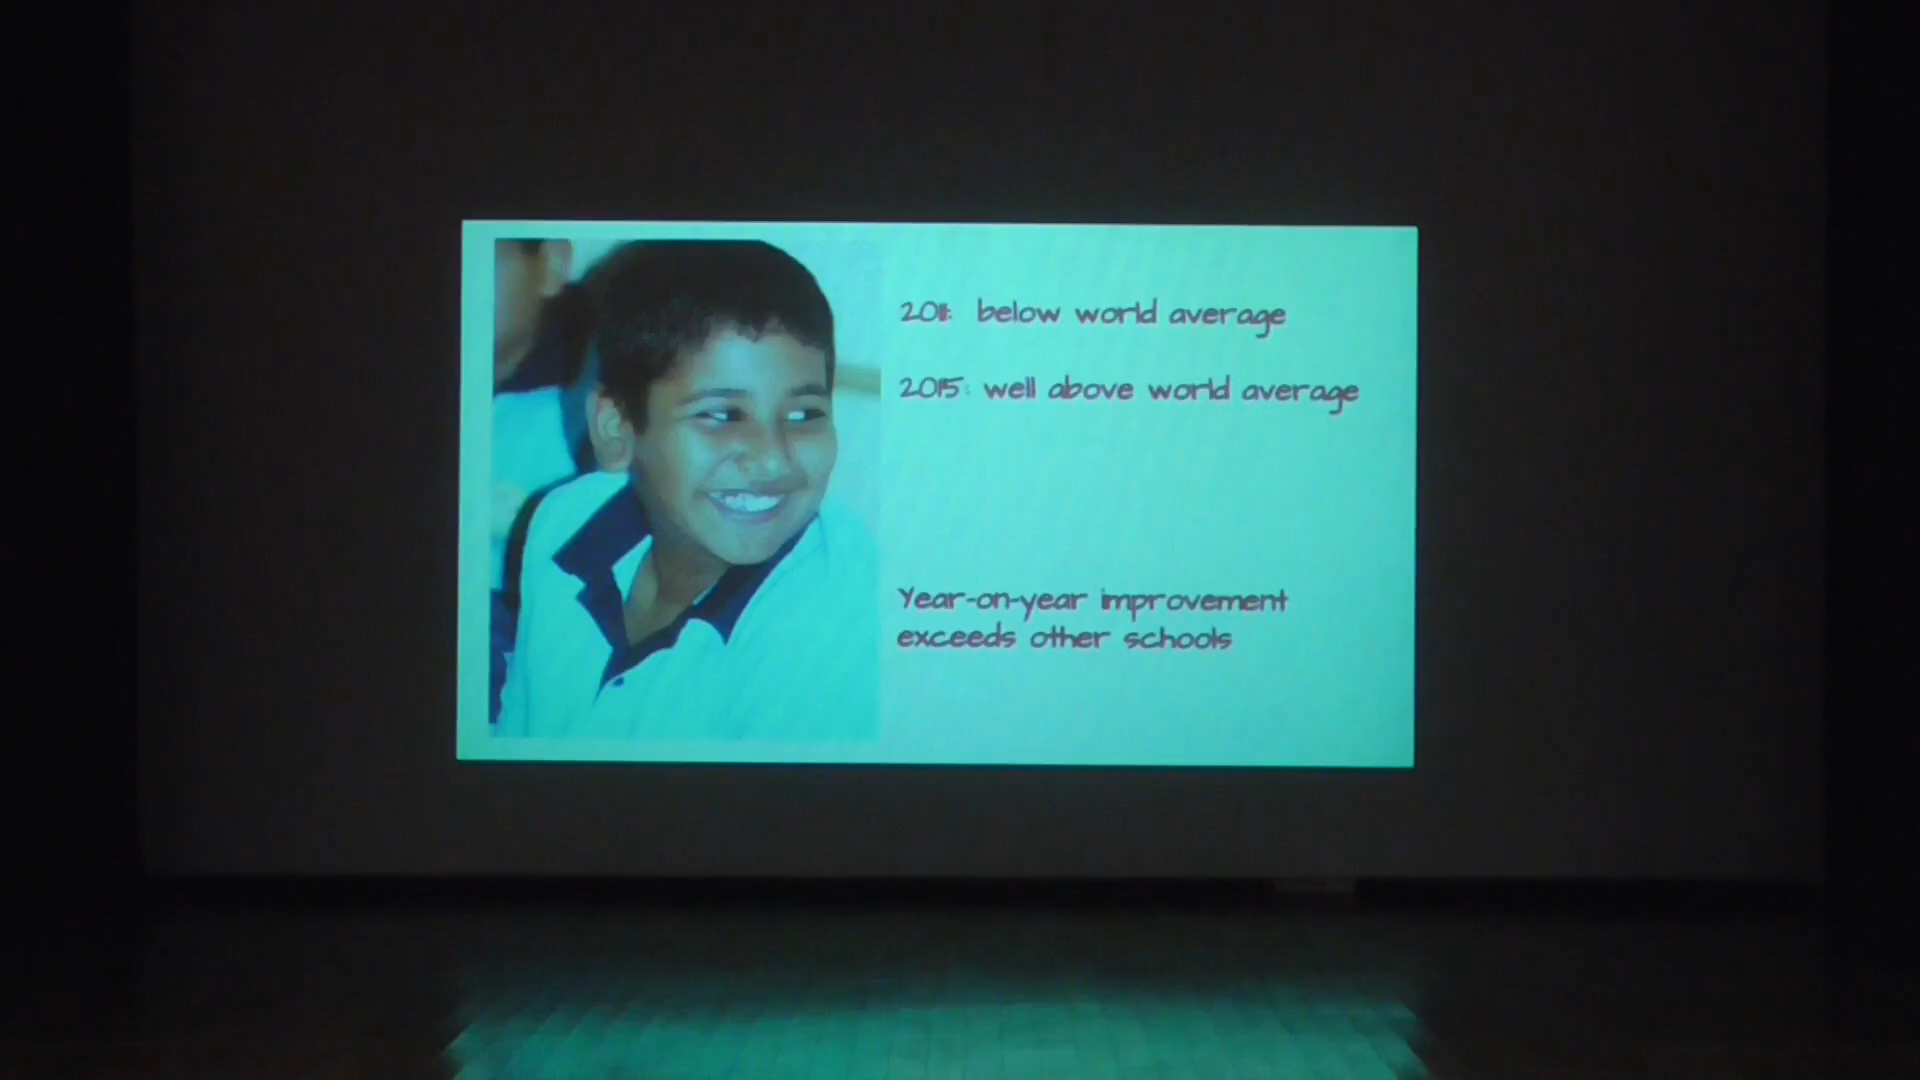 2011: below world average
2015: well above world average
Year-on-year improvement
exceeds other schools